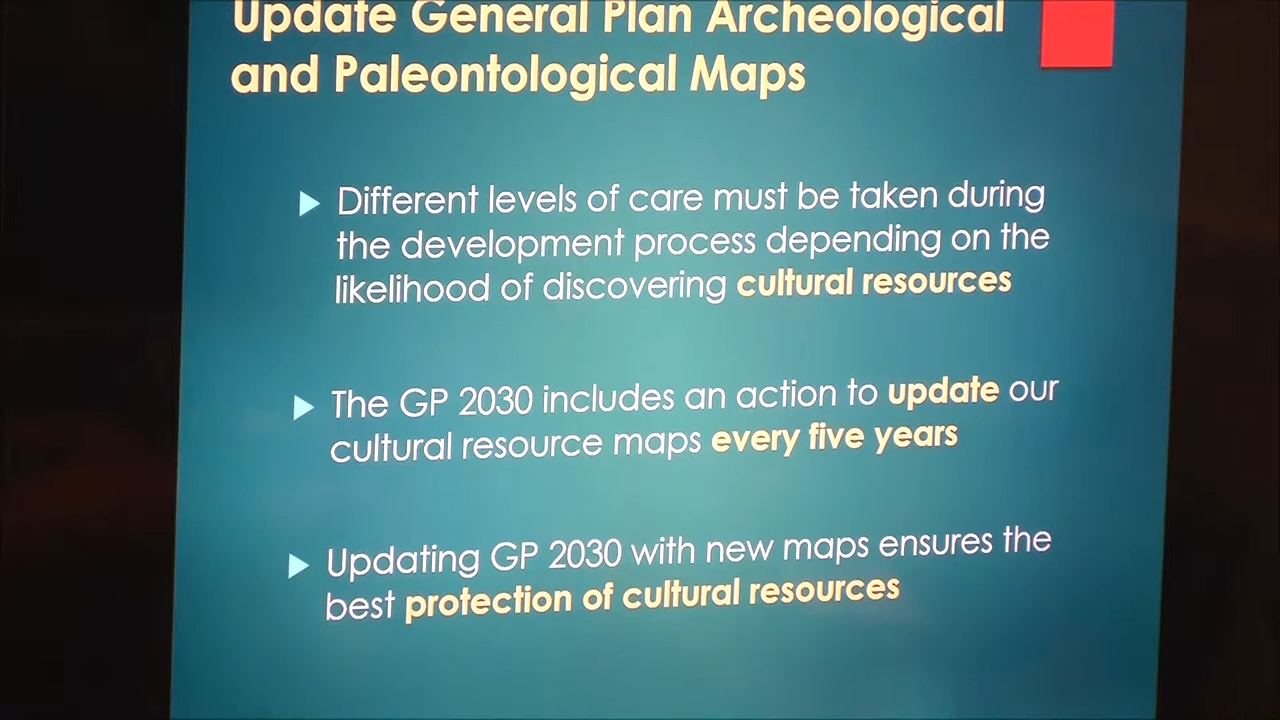 Update General Plan Archeological
and Paleontological Maps
Different levels of care must be taken during
the development process depending on the
likelihood of discovering cultural resources
The GP 2030 includes an action to update our
cultural resource maps every five years
Updating GP 2030 with new maps ensures the
best protection of cultural resources